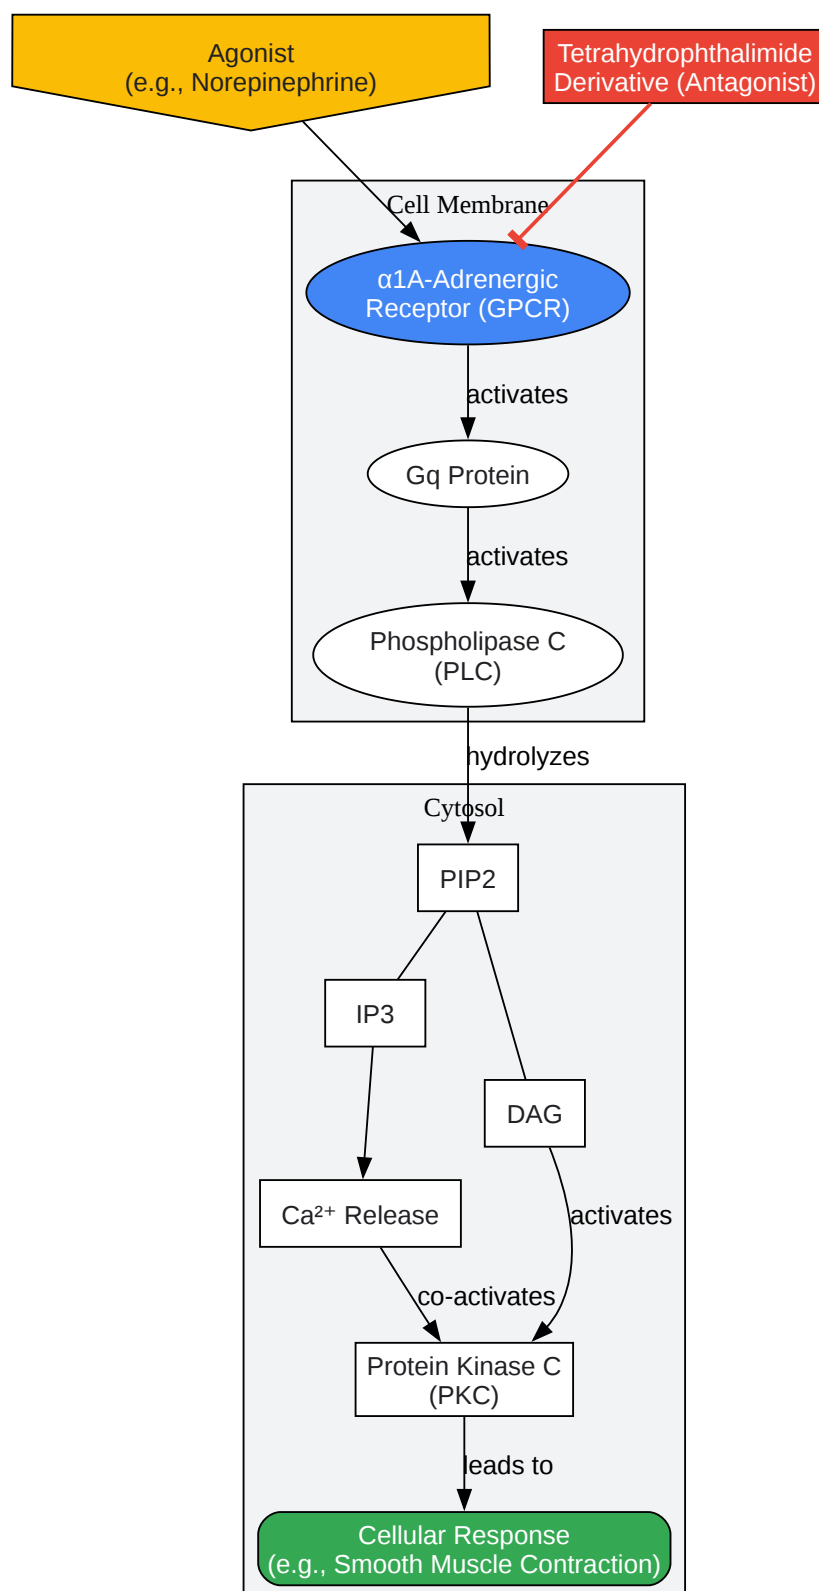 Agonist
(e.g., Norepinephrine)
Tetrahydrophthalimide
Derivative (Antagonist)
Cell Membrane
α1A-Adrenergic
Receptor (GPCR)
activates
Gq Protein
activates
Phospholipase C
(PLC)
hydrolyzes
Cytosol
PIP2
IP3
DAG
Ca²⁺ Release
activates
co-activates
Protein Kinase C
(PKC)
leads to
Cellular Response
(e.g., Smooth Muscle Contraction)